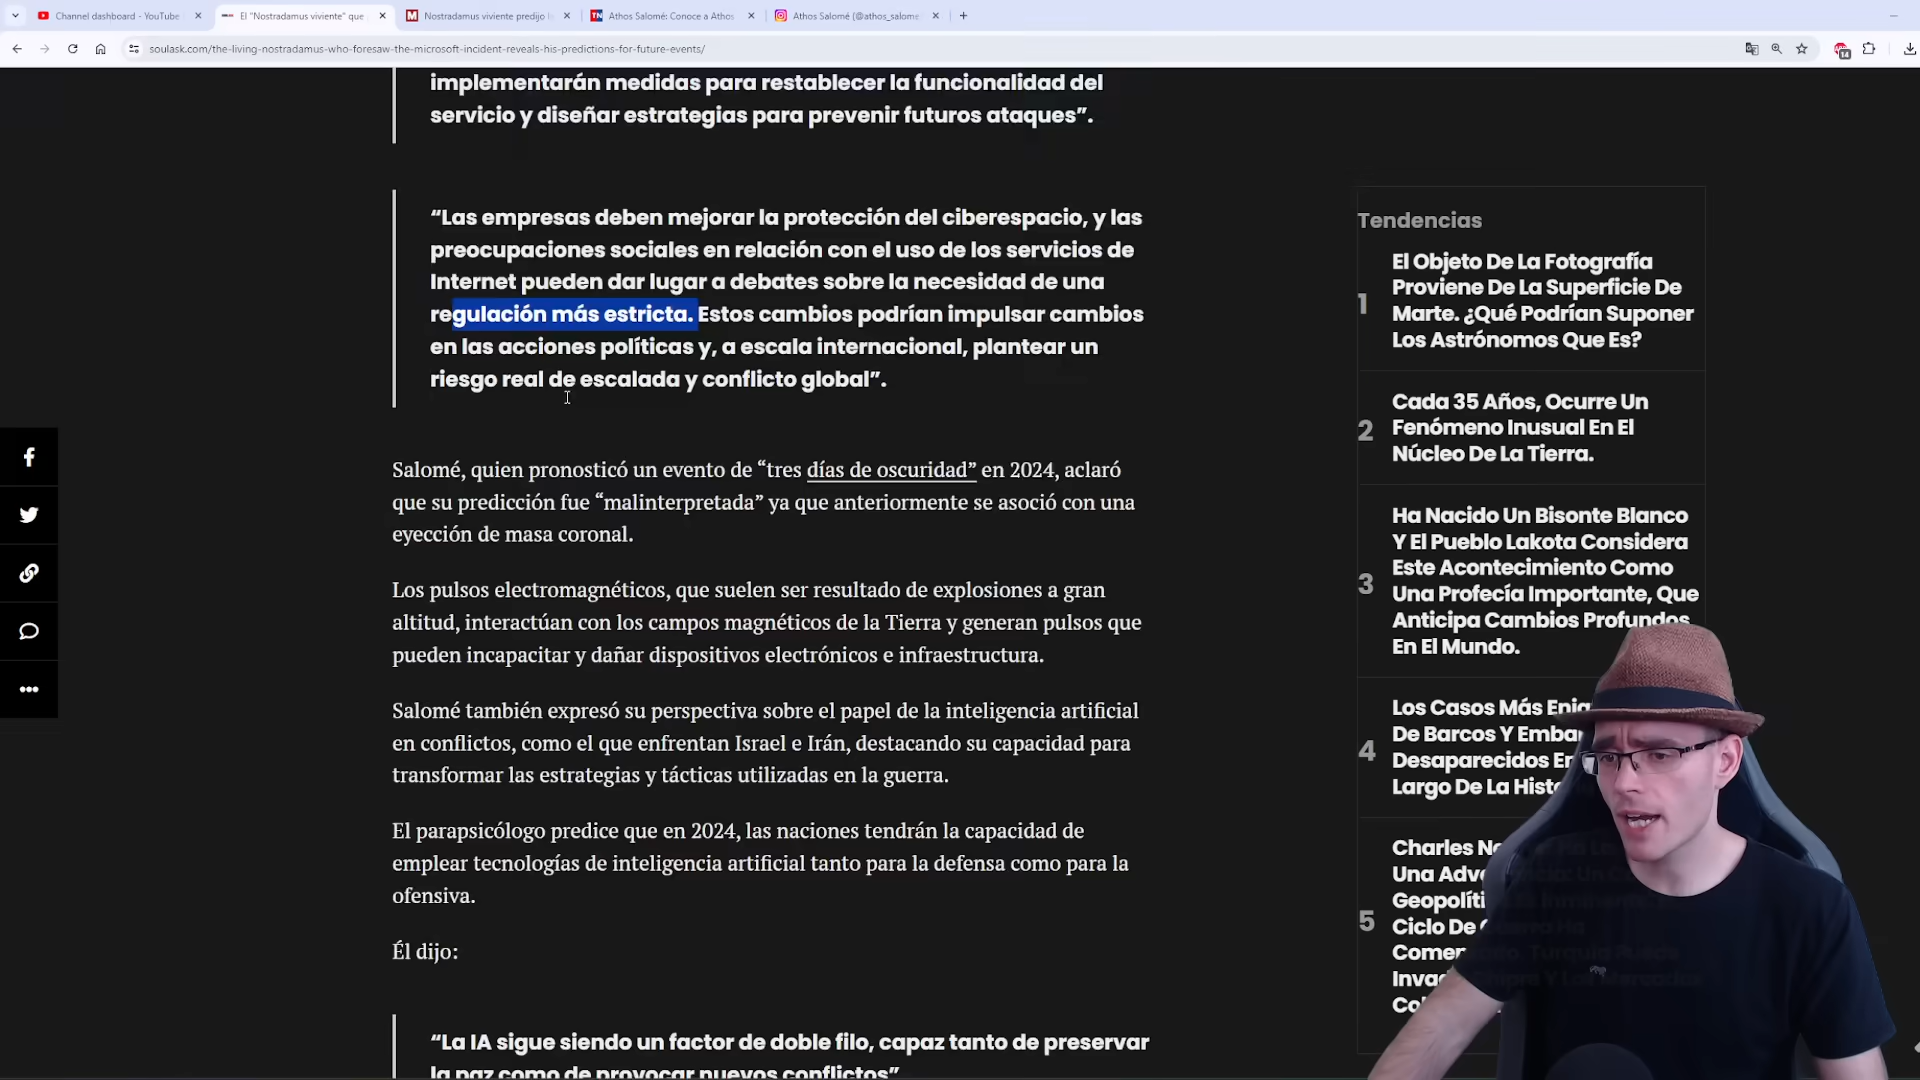 Channel dashboard - YouTube
El "Nostradamus viviente" que
Nostradamus viviente predijo
Athos Salomé: Conoce a Athos
Athos Salomé (@athos_salome
soulask.com/the-living-nostradamus-who-foresaw-the-microsoft-incident-reveals-his-predictions-for-future-events/
14
implementarán medidas para restablecer la funcionalidad del
servicio y diseñar estrategias para prevenir futuros ataques”.
“Las empresas deben mejorar la protección del ciberespacio, y las
preocupaciones sociales en relación con el uso de los servicios de
Internet pueden dar lugar a debates sobre la necesidad de una
regulación más estricta. Estos cambios podrían impulsar cambios
en las acciones políticas y, a escala internacional, plantear un
riesgo real de escalada y conflicto global”.
Salomé, quien pronosticó un evento de “tres días de oscuridad” en 2024, aclaró
que su predicción fue “malinterpretada” ya que anteriormente se asoció con una
eyección de masa coronal.
Los pulsos electromagnéticos, que suelen ser resultado de explosiones a gran
altitud, interactúan con los campos magnéticos de la Tierra y generan pulsos que
pueden incapacitar y dañar dispositivos electrónicos e infraestructura.
Salomé también expresó su perspectiva sobre el papel de la inteligencia artificial
en conflictos, como el que enfrentan Israel e Irán, destacando su capacidad para
transformar las estrategias y tácticas utilizadas en la guerra.
El parapsicólogo predice que en 2024, las naciones tendrán la capacidad de
emplear tecnologías de inteligencia artificial tanto para la defensa como para la
ofensiva.
Él dijo:
“La IA sigue siendo un factor de doble filo, capaz tanto de preservar
la paz como de provocar nuevos conflictos”
Tendencias
1
El Objeto De La Fotografía
Proviene De La Superficie De
Marte. ¿Qué Podrían Suponer
Los Astrónomos Que Es?
2
Cada 35 Años, Ocurre Un
Fenómeno Inusual En El
Núcleo De La Tierra.
3
Ha Nacido Un Bisonte Blanco
Y El Pueblo Lakota Considera
Este Acontecimiento Como
Una Profecía Importante, Que
Anticipa Cambios Profundos
En El Mundo.
4
Los Casos Más
De Barcos Y
Desaparecidos
Largo De La
5
Charles
Una
Ciclo De